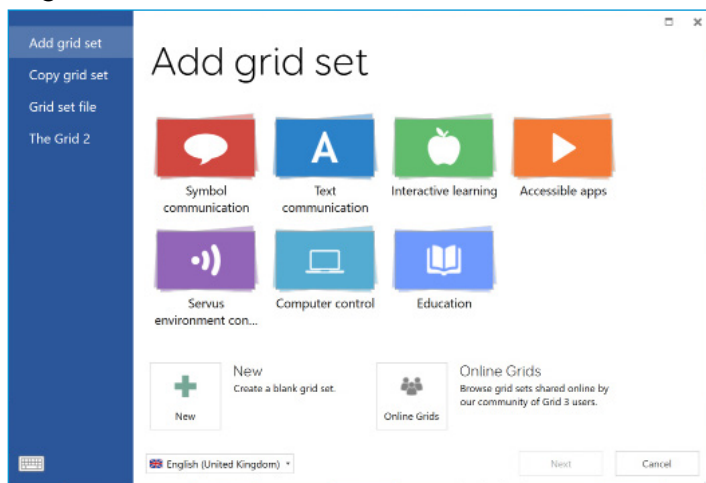 Add grid set
Copy grid set
Grid set file
The Grid 2
Add grid set
Symbol
communication
Text
communication
Interactive learning
Accessible apps
Servus
environment con...
Computer control
Education
New
Create a blank grid set.
New
Online Grids
Browse grid sets shared online by
our community of Grid 3 users.
Online Grids
English (United Kingdom)
Next
Cancel